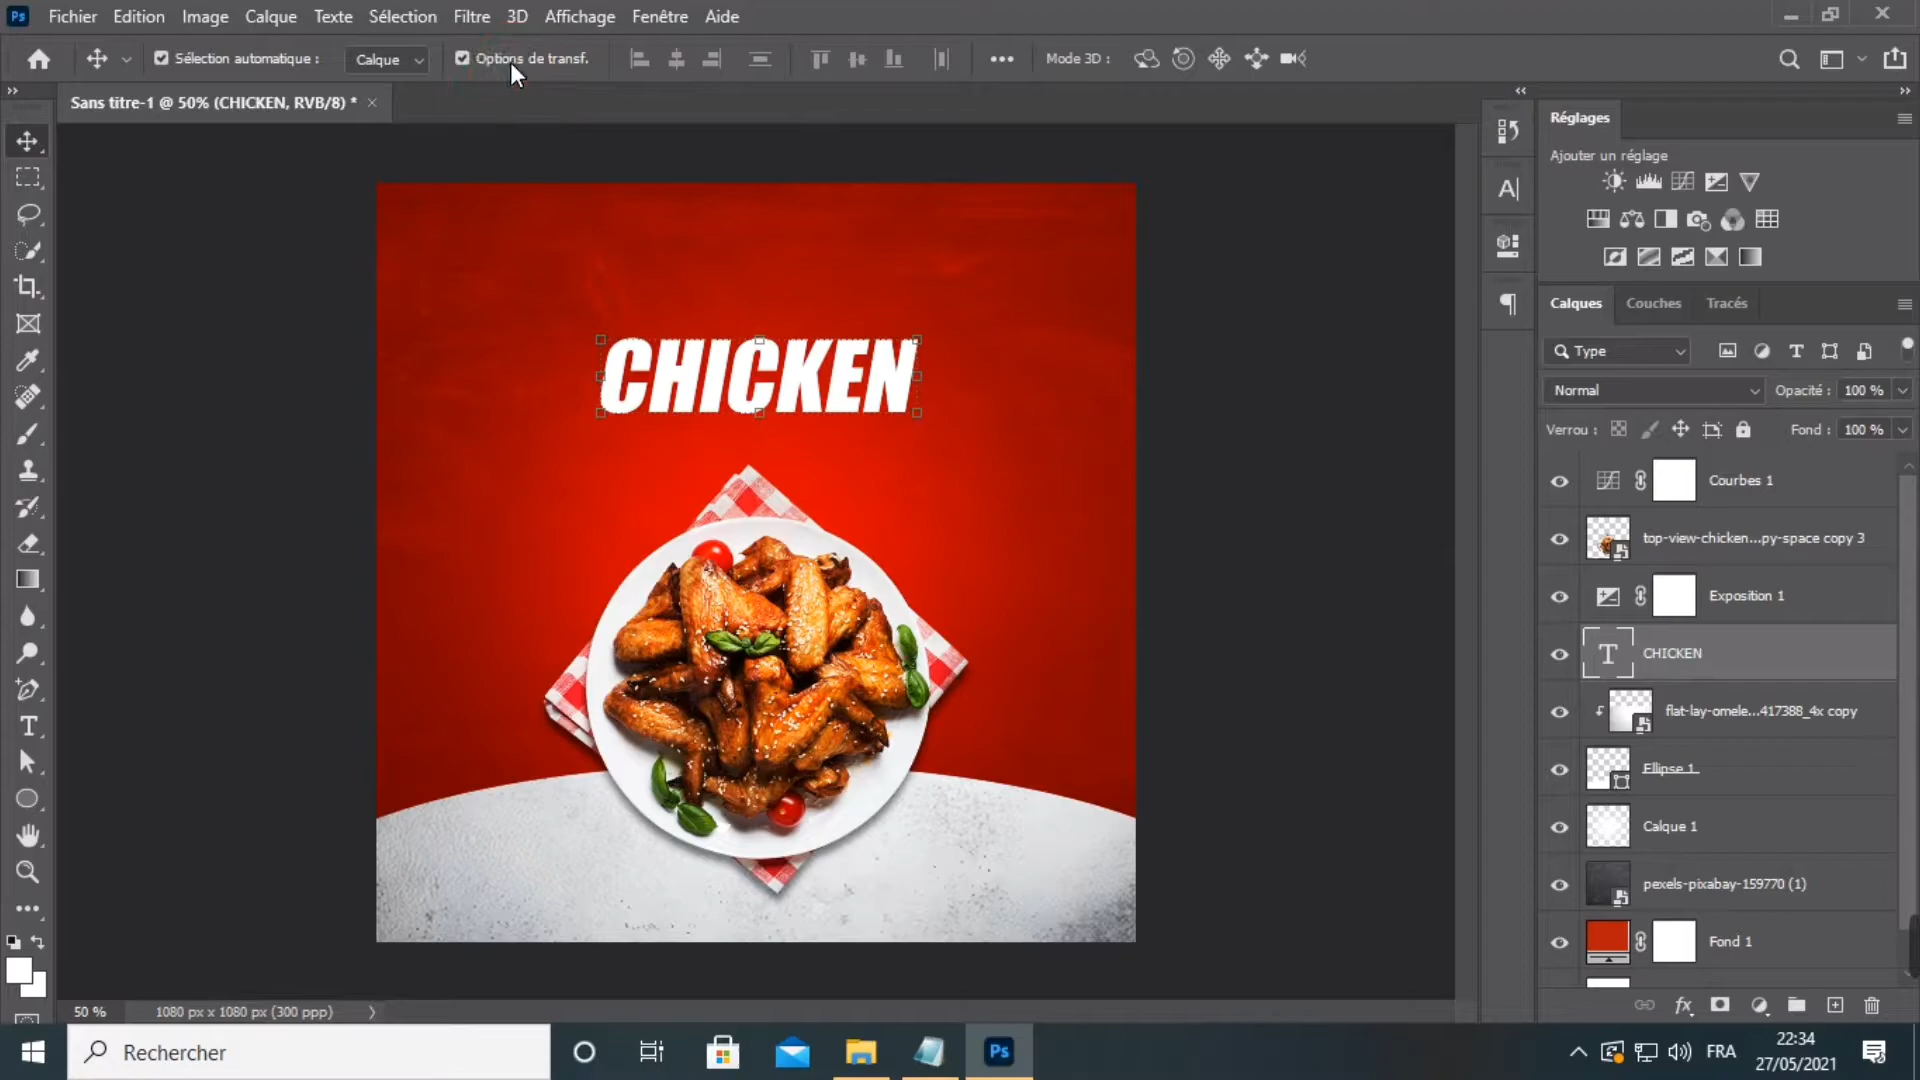 Ps Fichier Edition Image Calque Texte Sélection Filtre 3D Affichage Fenêtre Aide
Sélection automatique : Calque Options de transf. Mode 3D :
Sans titre-1 @ 50% (CHICKEN, RVB/8) *
Réglages
Ajouter un réglage
CHICKEN
Calques Couches Tracés
Type
Normal Opacité : 100 %
Verrou : Fond : 100 %
Courbes 1
top-view-chicken...py-space copy 3
Exposition 1
T CHICKEN
flat-lay-omele...417388_4x copy
Ellipse 1
Calque 1
pexels-pixabay-159770 (1)
Fond 1
50 % 1080 px x 1080 px (300 ppp)
Rechercher
Ps
FRA
22:34
27/05/2021